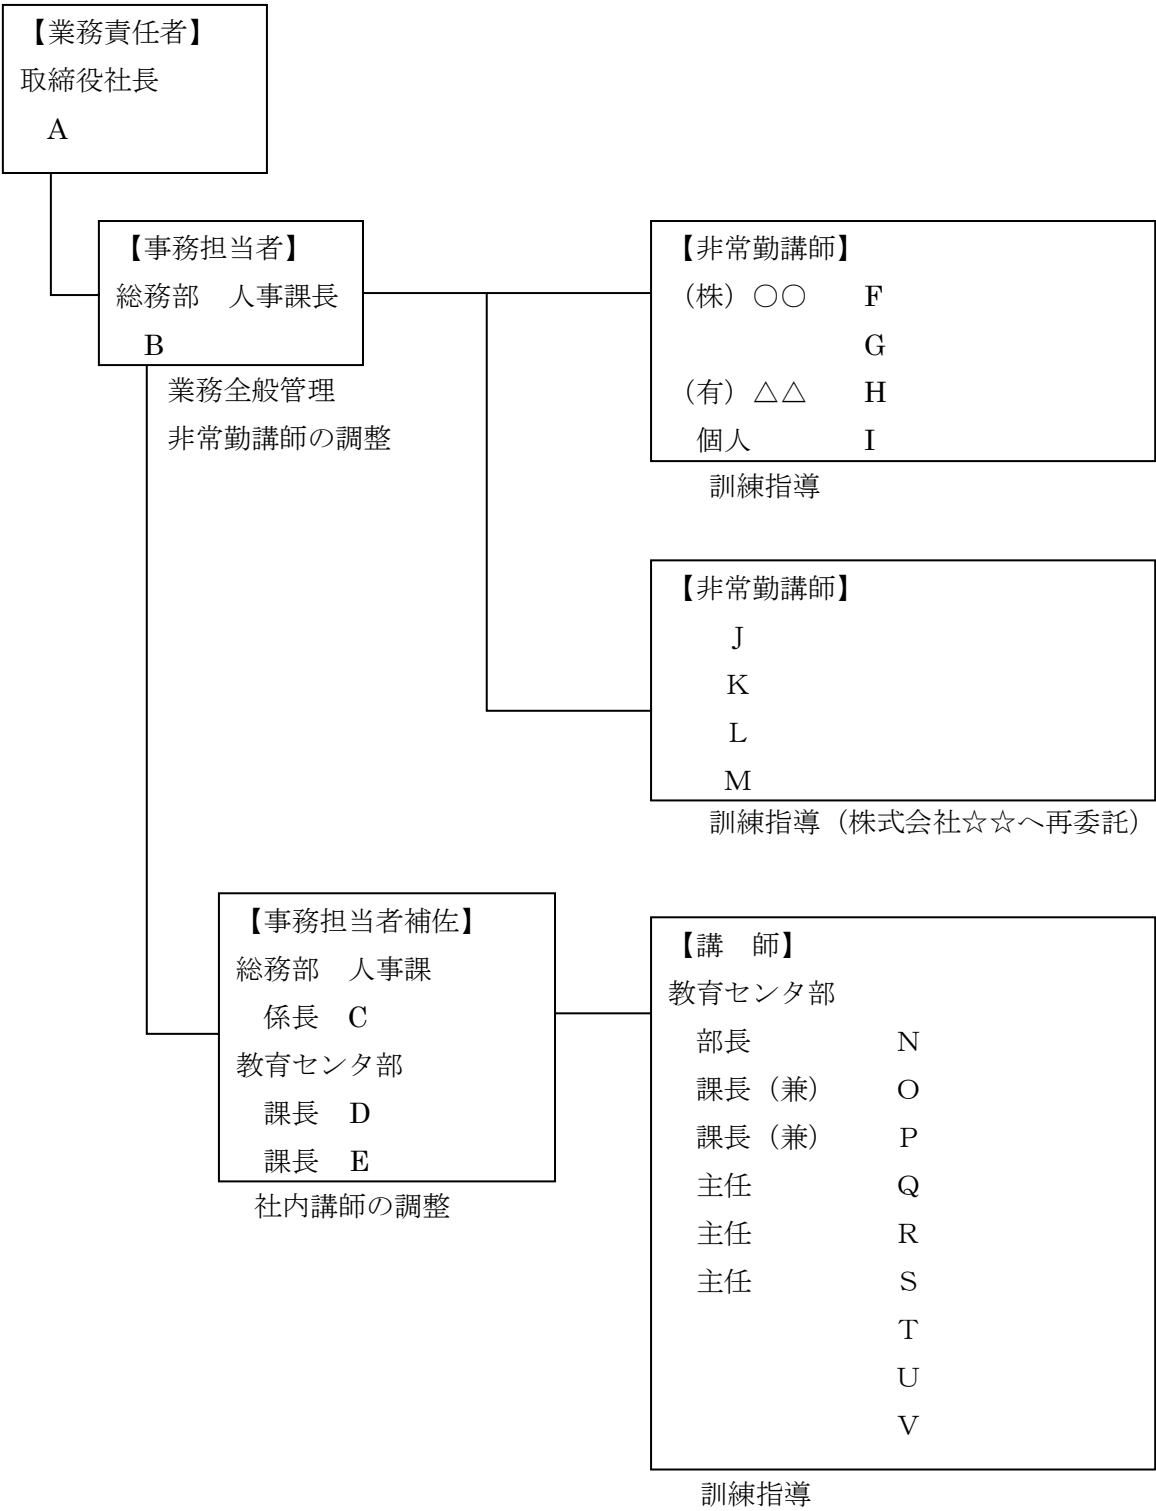 【業務責任者】
取締役社長
A
【事務担当者】
総務部　人事課長
B
業務全般管理
非常勤講師の調整
【非常勤講師】
（株）○○　　F
G
（有）△△　　H
個人　　　　I
訓練指導
【非常勤講師】
J
K
L
M
訓練指導（株式会社☆☆へ再委託）
【事務担当者補佐】
総務部　人事課
係長　C
教育センタ部
課長　D
課長　E
社内講師の調整
【講　師】
教育センタ部
部長　　　　　N
課長（兼）　　O
課長（兼）　　P
主任　　　　　Q
主任　　　　　R
主任　　　　　S
T
U
V
訓練指導